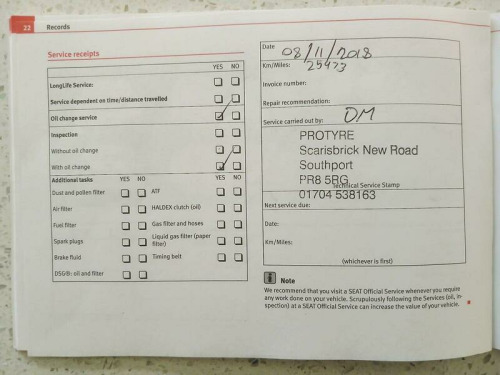 22 Records
Service receipts
YES NO
LongLife Service:
Service dependent on time/distance travelled
Oil change service
Inspection
Without oil change
With oil change
Additional tasks YES NO YES NO
Dust and pollen filter ATF
Air filter HALDEX clutch (oil)
Fuel filter Gas filter and hoses
Spark plugs Liquid gas filter (paper
filter)
Brake fluid Timing belt
DSG®: oil and filter
Date 08/11/2018
Km/Miles: 25473
Invoice number:
Repair recommendation:
Service carried out by: DM
PROTYRE
Scarisbrick New Road
Southport
PR8 5RG
Technical Service Stamp
01704 538163
Next service due:
Date:
Km/Miles:
(whichever is first)
i Note
We recommend that you visit a SEAT Official Service whenever you require
any work done on your vehicle. Scrupulously following the Services (oil, in-
spection) at a SEAT Official Service can increase the value of your vehicle.